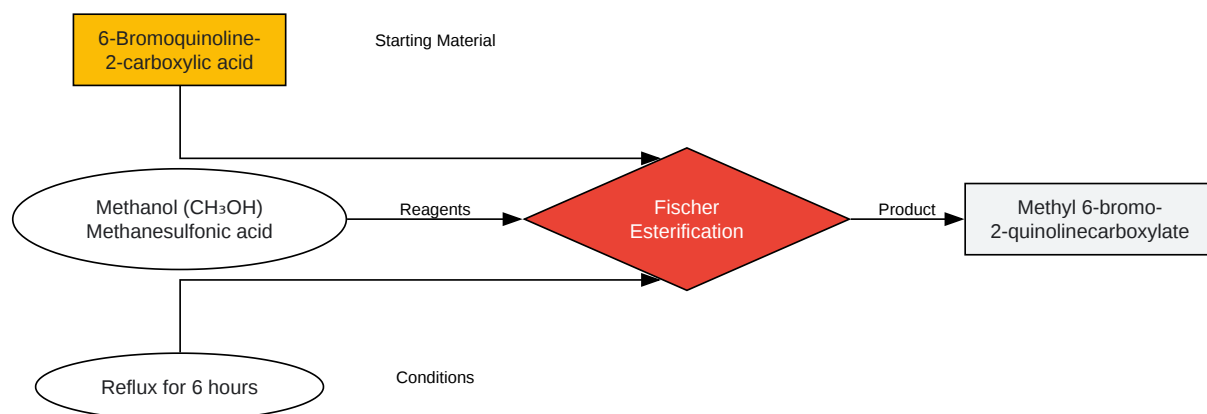 6-Bromoquinoline-
2-carboxylic acid
Starting Material
Methanol (CH₃OH)
Methanesulfonic acid
Reagents
Fischer
Esterification
Product
Methyl 6-bromo-
2-quinolinecarboxylate
Reflux for 6 hours
Conditions